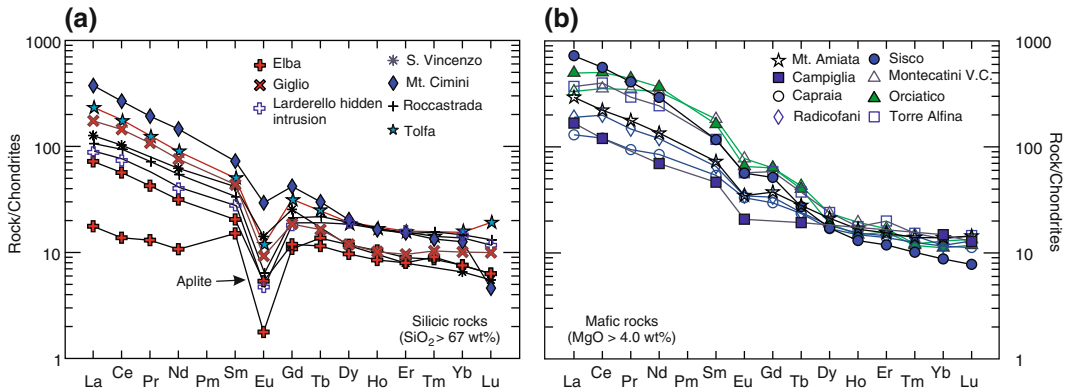 (a)
1000
100
10
1
Rock/Chondrites
Elba
Giglio
Larderello hidden
intrusion
S. Vincenzo
Mt. Cimini
Roccastrada
Tolfa
Aplite
Silicic rocks
(SiO2 > 67 wt%)
La Ce Pr Nd Pm Sm Eu Gd Tb Dy Ho Er Tm Yb Lu
(b)
Mt. Amiata
Campiglia
Capraia
Radicofani
Sisco
Montecatini V.C.
Orciatico
Torre Alfina
Mafic rocks
(MgO > 4.0 wt%)
1000
100
10
1
Rock/Chondrites
La Ce Pr Nd Pm Sm Eu Gd Tb Dy Ho Er Tm Yb Lu